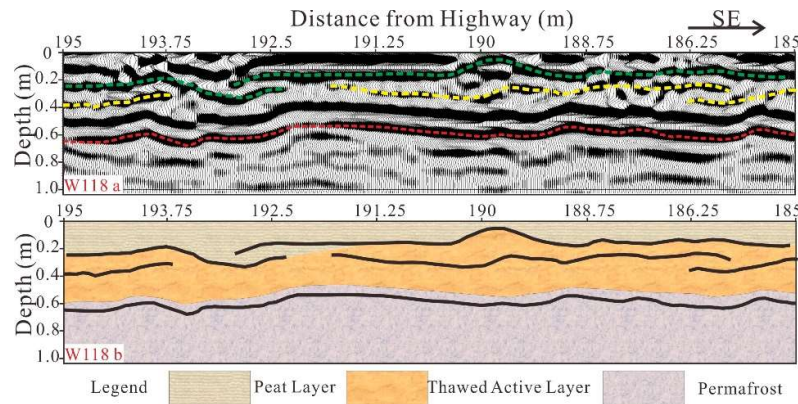 Distance from Highway (m) SE
195 193.75 192.5 191.25 190 188.75 186.25 185
Depth (m)
0
0.2
0.4
0.6
0.8
1.0
W118 a
195 193.75 192.5 191.25 190 188.75 186.25 185
Depth (m)
0
0.2
0.4
0.6
0.8
1.0
W118 b
Legend Peat Layer Thawed Active Layer Permafrost